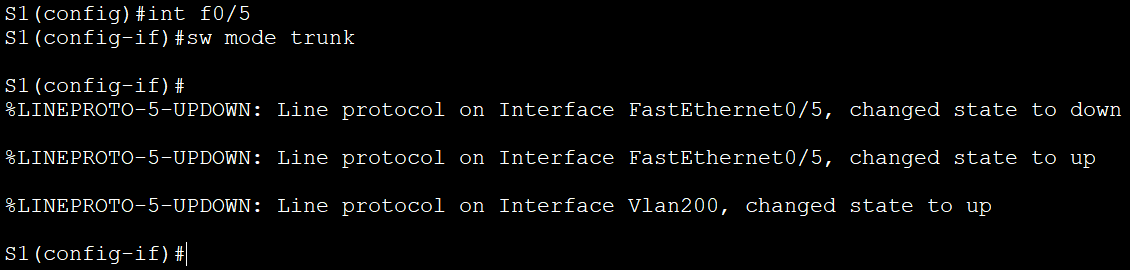 S1(config)#int f0/5
S1(config-if)#sw mode trunk
S1(config-if)#
%LINEPROTO-5-UPDOWN: Line protocol on Interface FastEthernet0/5, changed state to down
%LINEPROTO-5-UPDOWN: Line protocol on Interface FastEthernet0/5, changed state to up
%LINEPROTO-5-UPDOWN: Line protocol on Interface Vlan200, changed state to up
S1(config-if)#